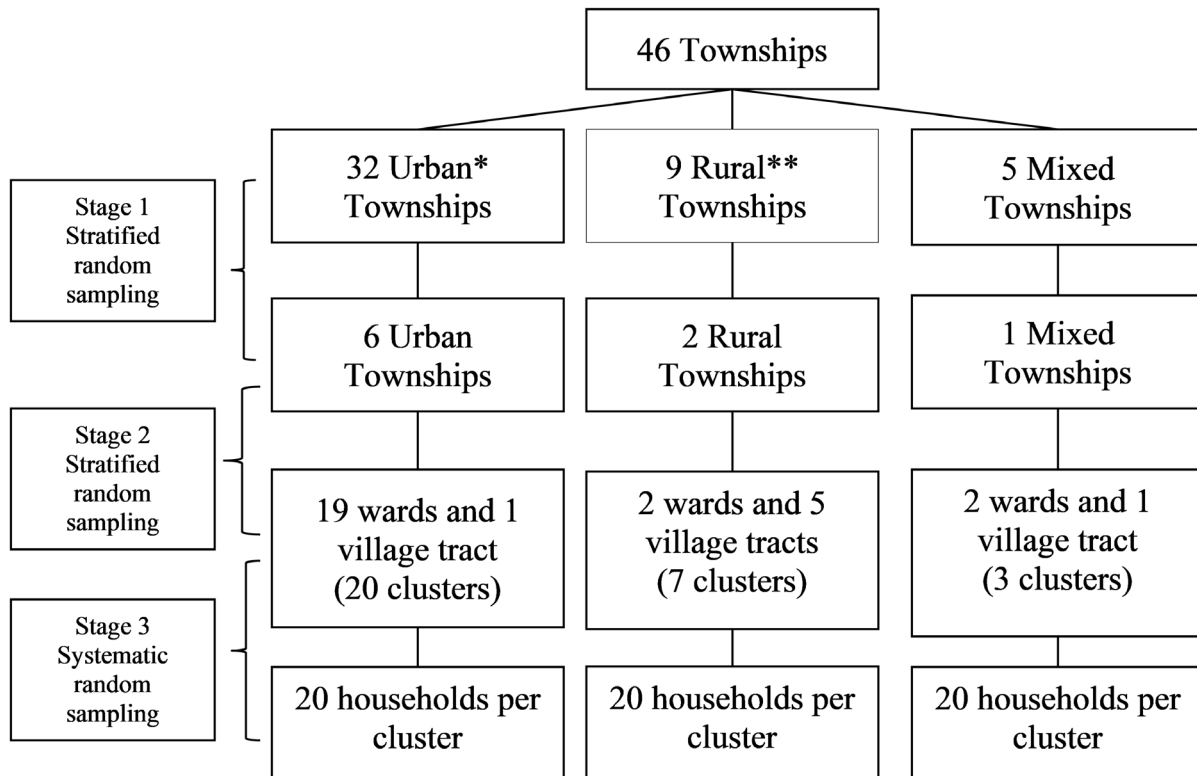 46 Townships
32 Urban*
Townships
9 Rural**
Townships
5 Mixed
Townships
Stage 1
Stratified
random
sampling
6 Urban
Townships
2 Rural
Townships
1 Mixed
Townships
Stage 2
Stratified
random
sampling
19 wards and 1
village tract
(20 clusters)
2 wards and 5
village tracts
(7 clusters)
2 wards and 1
village tract
(3 clusters)
Stage 3
Systematic
random
sampling
20 households per
cluster
20 households per
cluster
20 households per
cluster